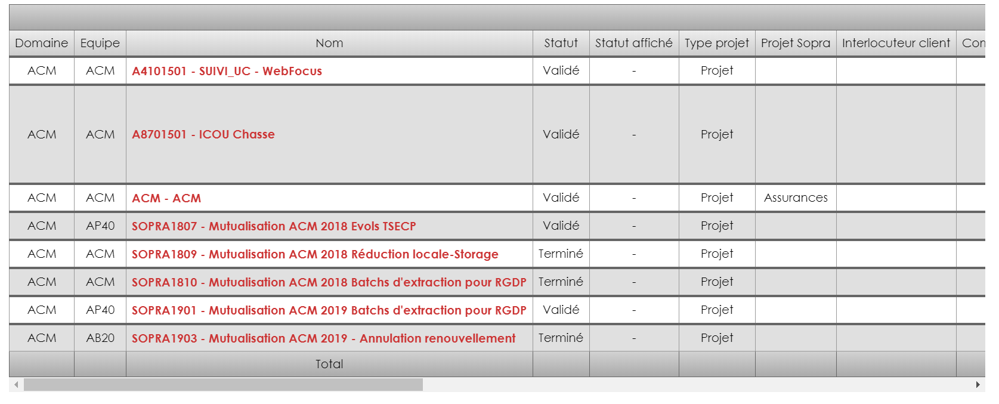 Domaine Equipe Nom Statut Statut affiché Type projet Projet Sopra Interlocuteur client Con
ACM ACM A4101501 - SUIVI_UC - WebFocus Validé - Projet
ACM ACM A8701501 - ICOU Chasse Validé - Projet
ACM ACM ACM - ACM Validé - Projet Assurances
ACM AP40 SOPRA1807 - Mutualisation ACM 2018 Evols TSECP Validé - Projet
ACM ACM SOPRA1809 - Mutualisation ACM 2018 Réduction locale-Storage Terminé - Projet
ACM ACM SOPRA1810 - Mutualisation ACM 2018 Batchs d'extraction pour RGDP Terminé - Projet
ACM AP40 SOPRA1901 - Mutualisation ACM 2019 Batchs d'extraction pour RGDP Validé - Projet
ACM AB20 SOPRA1903 - Mutualisation ACM 2019 - Annulation renouvellement Terminé - Projet
Total